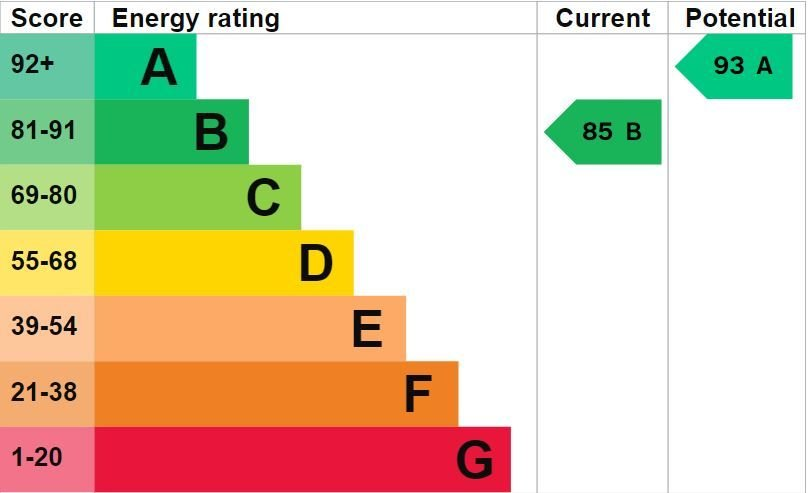 Score Energy rating Current Potential
92+ A 93 A
81-91 B 85 B
69-80 C
55-68 D
39-54 E
21-38 F
1-20 G